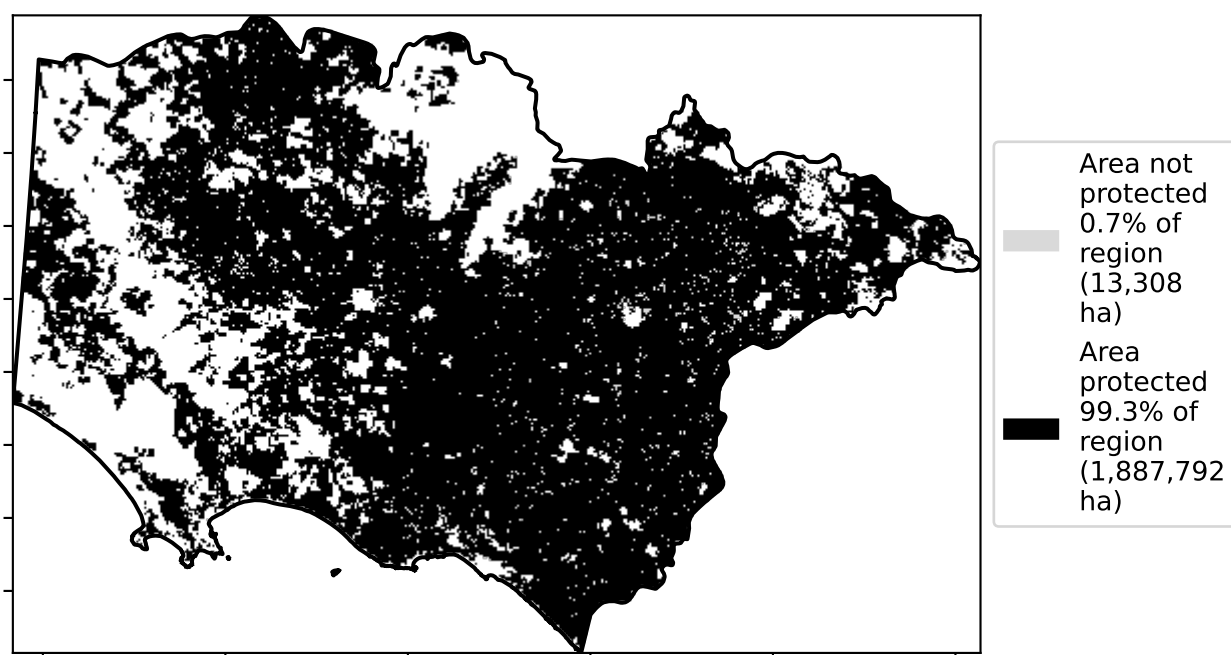 Area not
protected
0.7% of
region
(13,308
ha)
Area
protected
99.3% of
region
(1,887,792
ha)